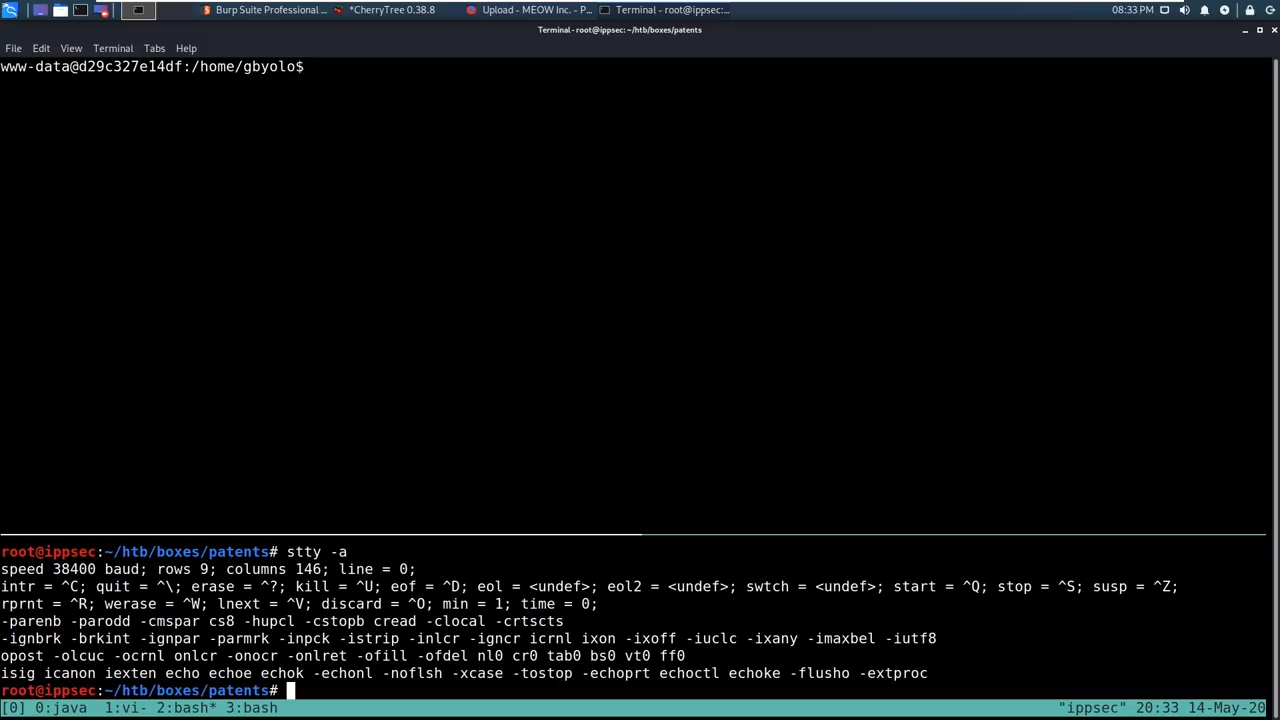 Burp Suite Professional ... *CherryTree 0.38.8 Upload - MEOW Inc. - P... Terminal - root@ippsec:... 08:33 PM
Terminal - root@ippsec: ~/htb/boxes/patents
File Edit View Terminal Tabs Help
www-data@d29c327e14df:/home/gbyolo$
root@ippsec:~/htb/boxes/patents# stty -a
speed 38400 baud; rows 9; columns 146; line = 0;
intr = ^C; quit = ^\; erase = ^?; kill = ^U; eof = ^D; eol = <undef>; eol2 = <undef>; swtch = <undef>; start = ^Q; stop = ^S; susp = ^Z;
rprnt = ^R; werase = ^W; lnext = ^V; discard = ^O; min = 1; time = 0;
-parenb -parodd -cmspar cs8 -hupcl -cstopb cread -clocal -crtscts
-ignbrk -brkint -ignpar -parmrk -inpck -istrip -inlcr -igncr icrnl ixon -ixoff -iuclc -ixany -imaxbel -iutf8
opost -olcuc -ocrnl onlcr -onocr -onlret -ofill -ofdel nl0 cr0 tab0 bs0 vt0 ff0
isig icanon iexten echo echoe echok -echonl -noflsh -xcase -tostop -echoprt echoctl echoke -flusho -extproc
root@ippsec:~/htb/boxes/patents#
[0] 0:java 1:vi- 2:bash* 3:bash "ippsec" 20:33 14-May-20